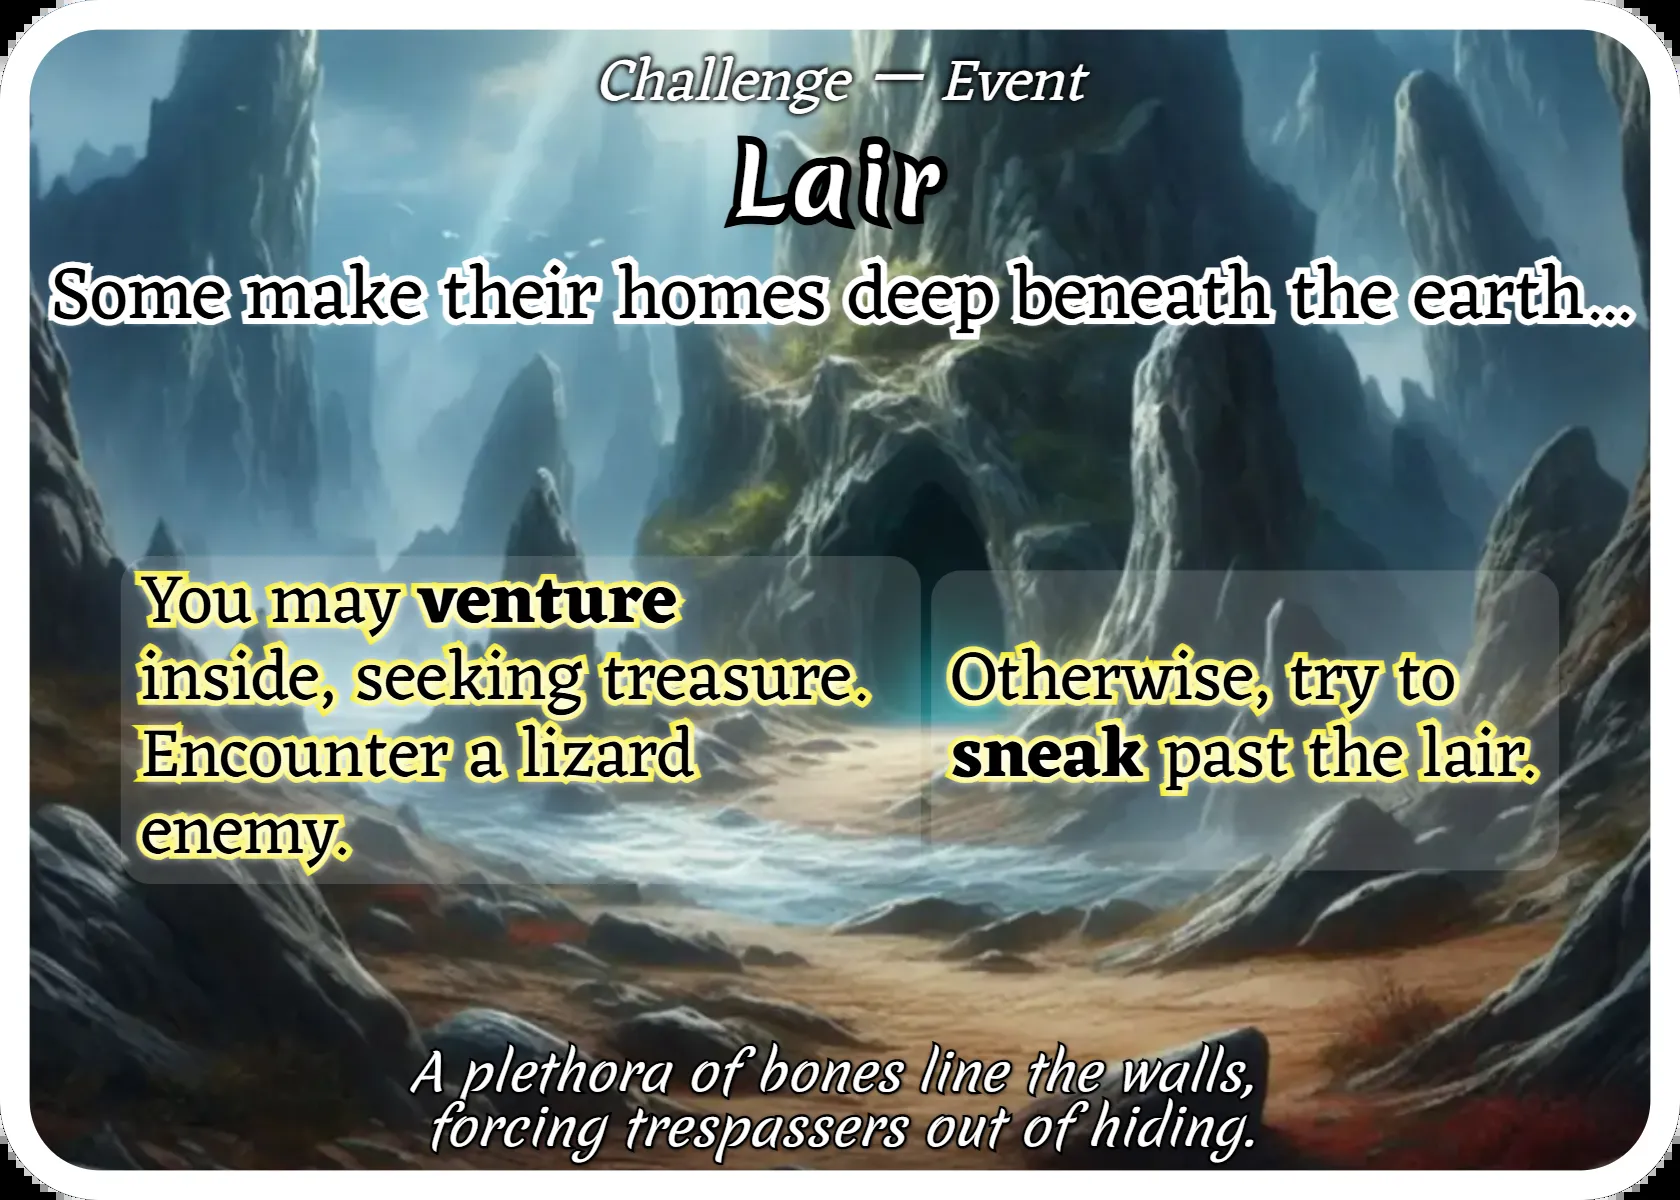 Challenge — Event
Lair
Some make their homes deep beneath the earth...
You may venture
inside, seeking treasure.
Encounter a lizard
enemy.
Otherwise, try to
sneak past the lair.
A plethora of bones line the walls,
forcing trespassers out of hiding.